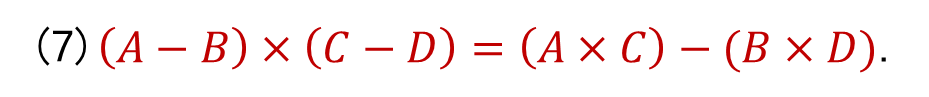 (7) (A − B) × (C − D) = (A × C) − (B × D).